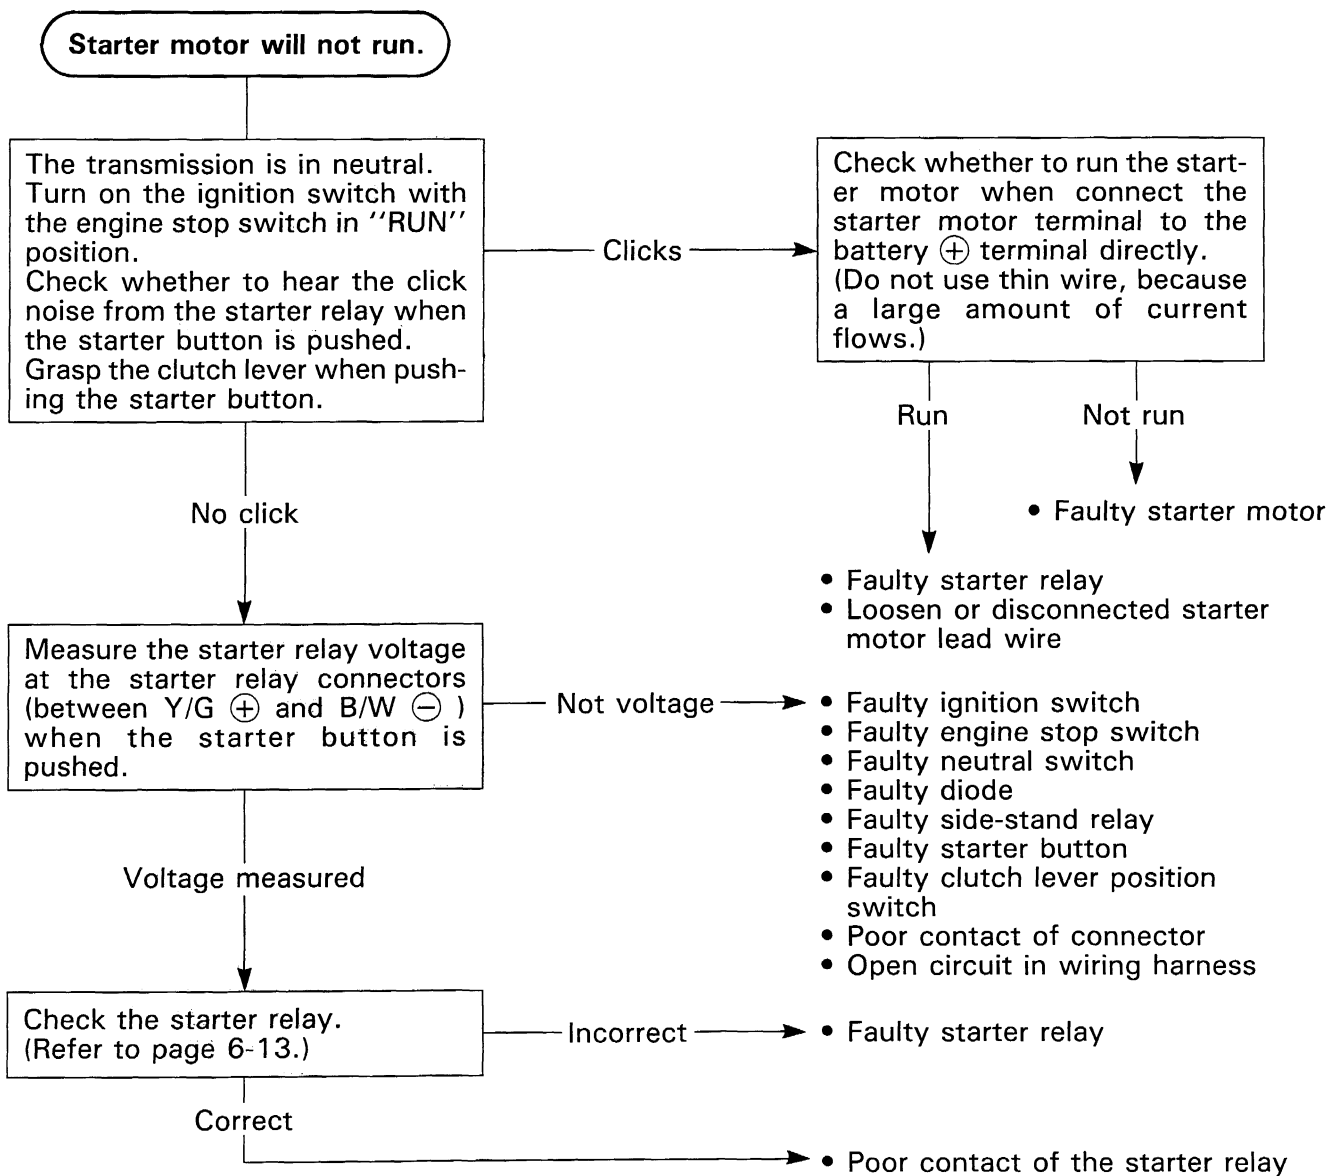 Starter motor will not run.
The transmission is in neutral.
Turn on the ignition switch with
the engine stop switch in "RUN"
position.
Check whether to hear the click
noise from the starter relay when
the starter button is pushed.
Grasp the clutch lever when push-
ing the starter button.
Clicks
Check whether to run the start-
er motor when connect the
starter motor terminal to the
battery ⊕ terminal directly.
(Do not use thin wire, because
a large amount of current
flows.)
Run
Not run
• Faulty starter motor
• Faulty starter relay
• Loosen or disconnected starter
motor lead wire
No click
Measure the starter relay voltage
at the starter relay connectors
(between Y/G ⊕ and B/W ⊖ )
when the starter button is
pushed.
Not voltage
• Faulty ignition switch
• Faulty engine stop switch
• Faulty neutral switch
• Faulty diode
• Faulty side-stand relay
• Faulty starter button
• Faulty clutch lever position
switch
• Poor contact of connector
• Open circuit in wiring harness
Voltage measured
Check the starter relay.
(Refer to page 6-13.)
Incorrect
• Faulty starter relay
Correct
• Poor contact of the starter relay